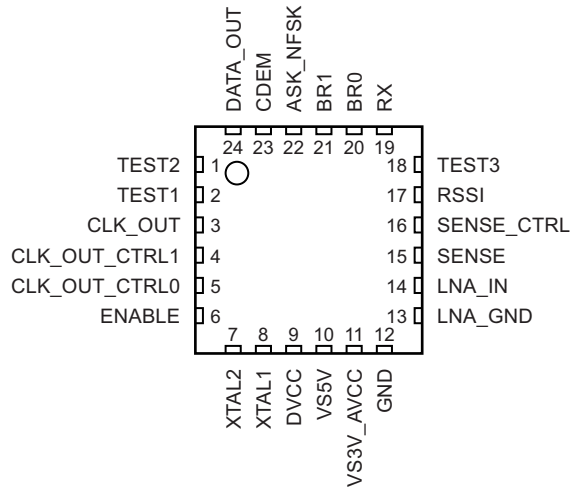 DATA_OUT
CDEM
ASK_NFSK
BR1
BR0
RX
24 23 22 21 20 19
TEST2 1 18 TEST3
TEST1 2 17 RSSI
CLK_OUT 3 16 SENSE_CTRL
CLK_OUT_CTRL1 4 15 SENSE
CLK_OUT_CTRL0 5 14 LNA_IN
ENABLE 6 13 LNA_GND
7 8 9 10 11 12
XTAL2
XTAL1
DVCC
VS5V
VS3V_AVCC
GND